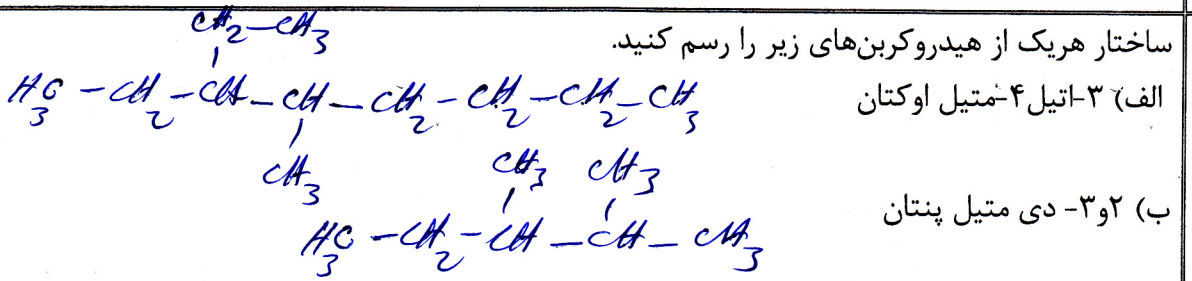 ساختار هریک از هیدروکربن‌های زیر را رسم کنید.
CH2-CH3
الف) ۳-اتیل۴-متیل اوکتان
H3C-CH2-CH-CH-CH2-CH2-CH2-CH3
CH3
CH3 CH3
ب) ۲و۳- دی متیل پنتان
H3C-CH2-CH-CH-CH3